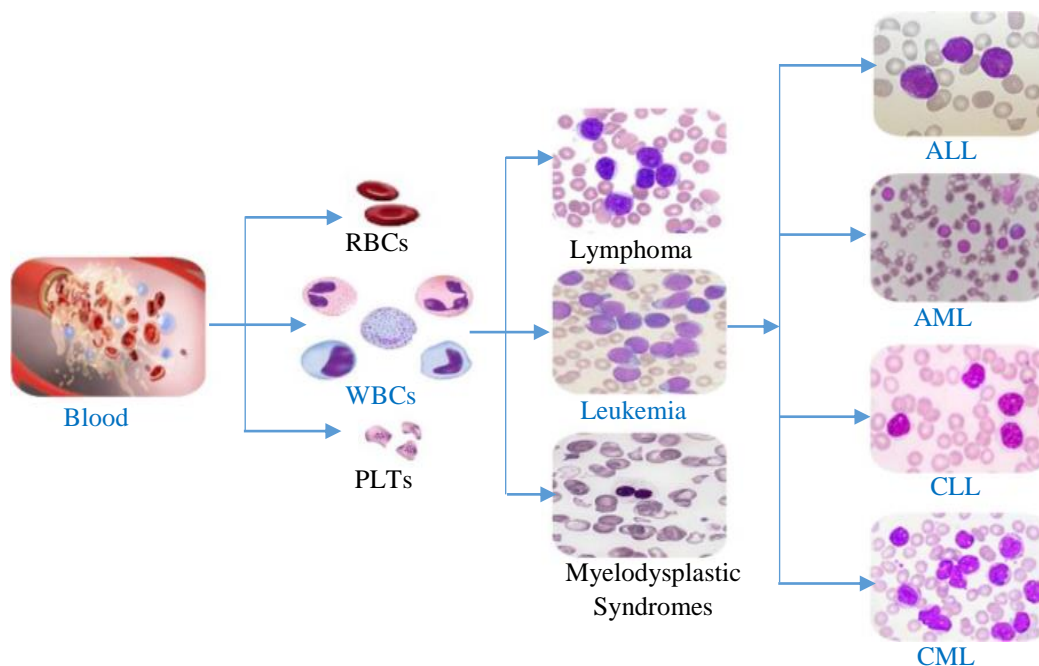 Blood
RBCs
WBCs
PLTs
Lymphoma
Leukemia
Myelodysplastic
Syndromes
ALL
AML
CLL
CML